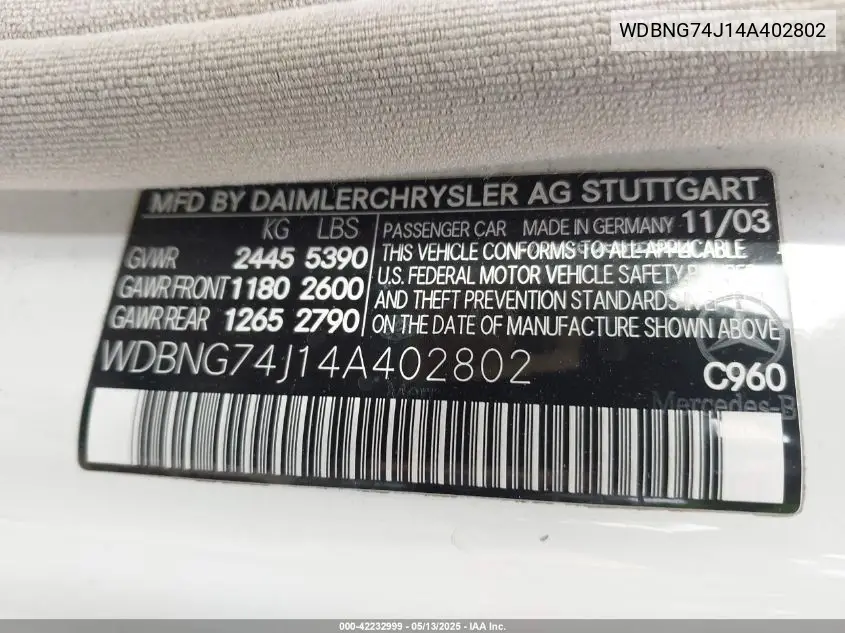 WDBNG74J14A402802
MFD BY DAIMLERCHRYSLER AG STUTTGART
KG LBS
GVWR 2445 5390
GAWR FRONT 1180 2600
GAWR REAR 1265 2790
PASSENGER CAR MADE IN GERMANY 11/03
THIS VEHICLE CONFORMS TO ALL APPLICABLE
U.S. FEDERAL MOTOR VEHICLE SAFETY
AND THEFT PREVENTION STANDARDS
ON THE DATE OF MANUFACTURE SHOWN ABOVE
WDBNG74J14A402802
C960
Mercedes-B
000-42232999 - 05/13/2025 - IAA Inc.